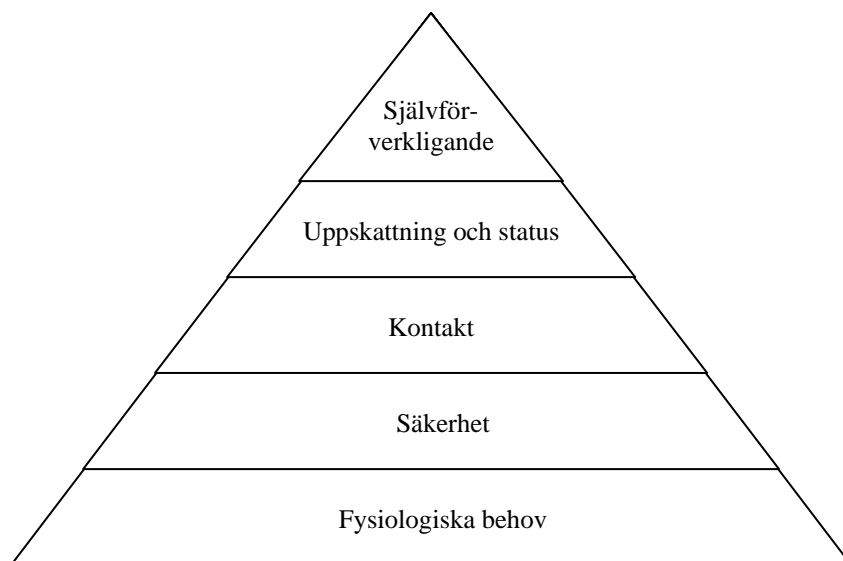 Självför-
verkligande
Uppskattning och status
Kontakt
Säkerhet
Fysiologiska behov